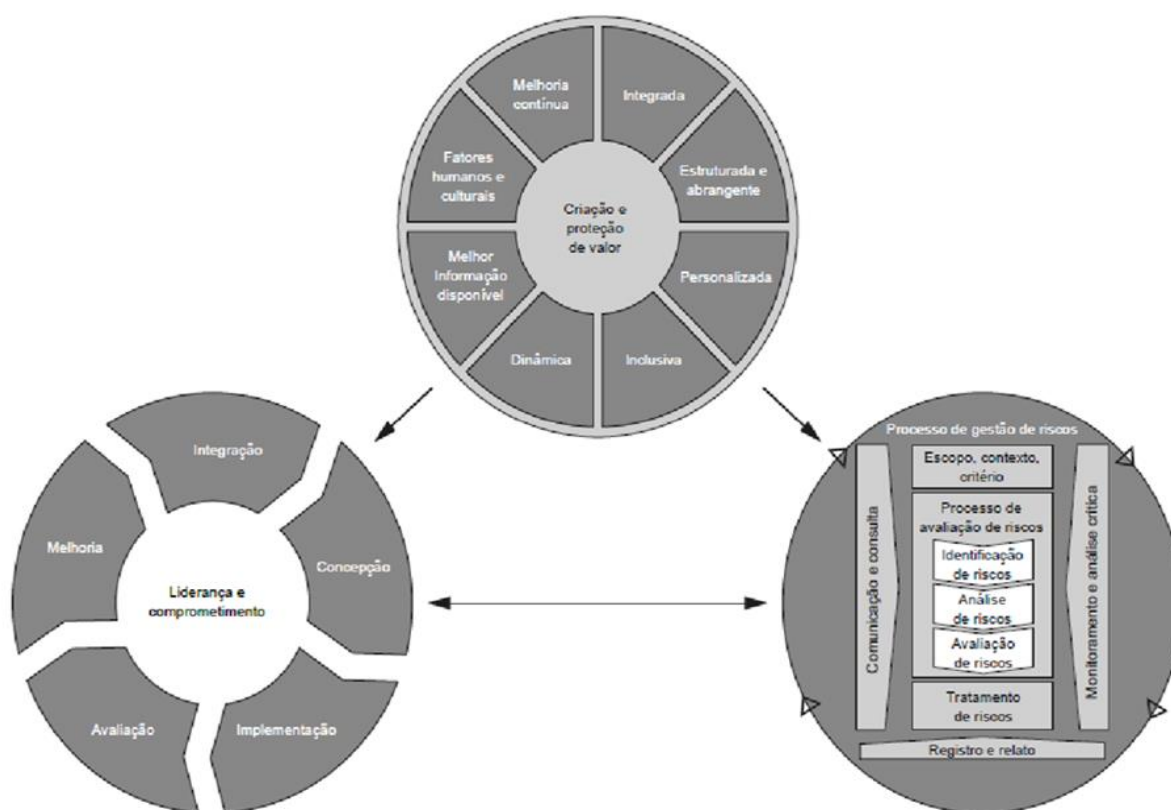 Melhoria
contínua
Integrada
Fatores
humanos e
culturais
Estruturada e
abrangente
Criação e
proteção
de valor
Melhor
Informação
disponível
Personalizada
Dinâmica
Inclusiva
Integração
Melhoria
Concepção
Liderança e
comprometimento
Avaliação
Implementação
Processo de gestão de riscos
Escopo, contexto,
critério
Processo de
avaliação de riscos
Identificação
de riscos
Análise
de riscos
Avaliação
de riscos
Tratamento
de riscos
Comunicação e consulta
Monitoramento e análise crítica
Registro e relato